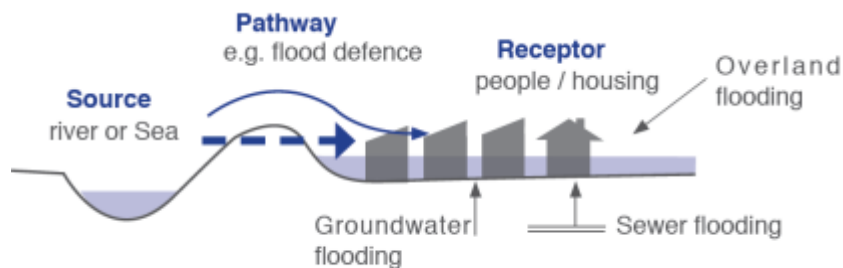 Pathway
e.g. flood defence
Receptor
people / housing
Overland
flooding
Source
river or Sea
Groundwater
flooding
Sewer flooding